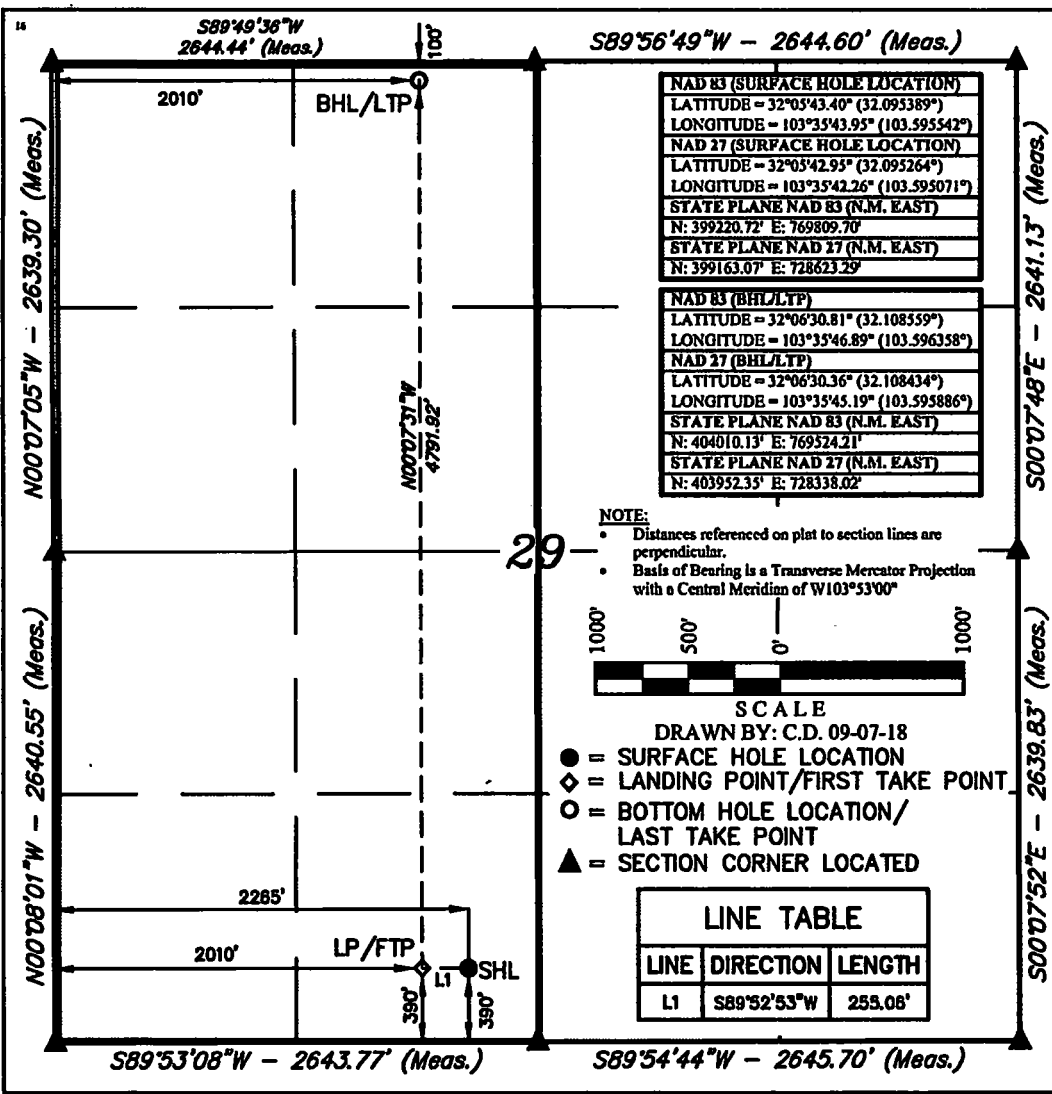 16
S89°49'36"W
2644.44' (Meas.)
100'
S89°56'49"W – 2644.60' (Meas.)
2010'
BHL/LTP
N00°07'05"W – 2639.30' (Meas.)
NAD 83 (SURFACE HOLE LOCATION)
LATITUDE = 32°05'43.40" (32.095389°)
LONGITUDE = 103°35'43.95" (103.595542°)
NAD 27 (SURFACE HOLE LOCATION)
LATITUDE = 32°05'42.95" (32.095264°)
LONGITUDE = 103°35'42.26" (103.595071°)
STATE PLANE NAD 83 (N.M. EAST)
N: 399220.72' E: 769809.70'
STATE PLANE NAD 27 (N.M. EAST)
N: 399163.07' E: 728623.29'
NAD 83 (BHL/LTP)
LATITUDE = 32°06'30.81" (32.108559°)
LONGITUDE = 103°35'46.89" (103.596358°)
NAD 27 (BHL/LTP)
LATITUDE = 32°06'30.36" (32.108434°)
LONGITUDE = 103°35'45.19" (103.595886°)
STATE PLANE NAD 83 (N.M. EAST)
N: 404010.13' E: 769524.21'
STATE PLANE NAD 27 (N.M. EAST)
N: 403952.35' E: 728338.02'
S00°07'48"E – 2641.13' (Meas.)
N00°07'31"W
4791.92'
29
NOTE:
• Distances referenced on plat to section lines are
perpendicular.
• Basis of Bearing is a Transverse Mercator Projection
with a Central Meridian of W103°53'00"
1000'
500'
0'
1000'
SCALE
DRAWN BY: C.D. 09-07-18
● = SURFACE HOLE LOCATION
◇ = LANDING POINT/FIRST TAKE POINT
○ = BOTTOM HOLE LOCATION/
LAST TAKE POINT
▲ = SECTION CORNER LOCATED
N00°08'01"W – 2640.55' (Meas.)
S00°07'52"E – 2639.83' (Meas.)
2265'
2010'
LP/FTP
L1
SHL
390'
390'
LINE TABLE
LINE DIRECTION LENGTH
L1 S89°52'53"W 255.06'
S89°53'08"W – 2643.77' (Meas.)
S89°54'44"W – 2645.70' (Meas.)